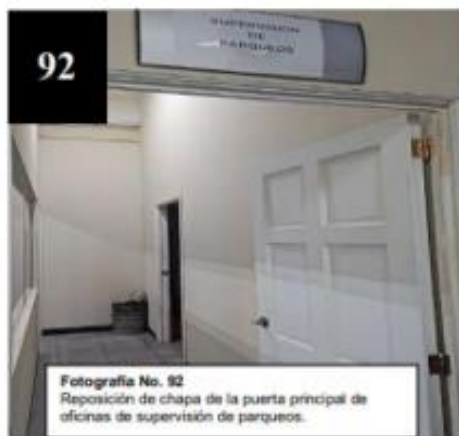 SUPERVISION
DE
PARQUEOS
92
Fotografía No. 92
Reposición de chapa de la puerta principal de
oficinas de supervisión de parqueos.